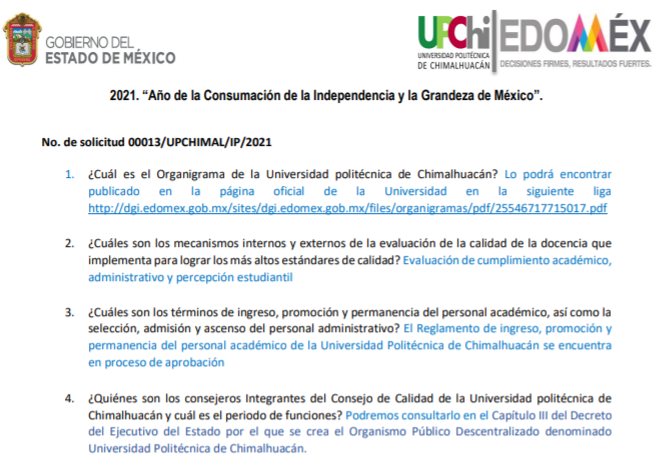 GOBIERNO DEL
ESTADO DE MÉXICO
UPChi
UNIVERSIDAD POLITÉCNICA
DE CHIMALHUACÁN
EDOMÉX
DECISIONES FIRMES, RESULTADOS FUERTES.
2021. “Año de la Consumación de la Independencia y la Grandeza de México”.
No. de solicitud 00013/UPCHIMAL/IP/2021
1. ¿Cuál es el Organigrama de la Universidad politécnica de Chimalhuacán? Lo podrá encontrar
publicado en la página oficial de la Universidad en la siguiente liga
http://dgi.edomex.gob.mx/sites/dgi.edomex.gob.mx/files/organigramas/pdf/25546717715017.pdf
2. ¿Cuáles son los mecanismos internos y externos de la evaluación de la calidad de la docencia que
implementa para lograr los más altos estándares de calidad? Evaluación de cumplimiento académico,
administrativo y percepción estudiantil
3. ¿Cuáles son los términos de ingreso, promoción y permanencia del personal académico, así como la
selección, admisión y ascenso del personal administrativo? El Reglamento de ingreso, promoción y
permanencia del personal académico de la Universidad Politécnica de Chimalhuacán se encuentra
en proceso de aprobación
4. ¿Quiénes son los consejeros Integrantes del Consejo de Calidad de la Universidad politécnica de
Chimalhuacán y cuál es el periodo de funciones? Podremos consultarlo en el Capítulo III del Decreto
del Ejecutivo del Estado por el que se crea el Organismo Público Descentralizado denominado
Universidad Politécnica de Chimalhuacán.